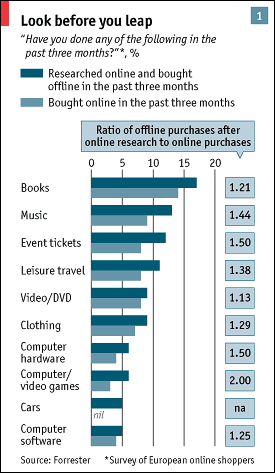 Look before you leap
1
"Have you done any of the following in the
past three months?"*, %
Researched online and bought
offline in the past three months
Bought online in the past three months
Ratio of offline purchases after
online research to online purchases
0 5 10 15 20
Books 1.21
Music 1.44
Event tickets 1.50
Leisure travel 1.38
Video/DVD 1.13
Clothing 1.29
Computer
hardware 1.50
Computer/
video games 2.00
Cars nil na
Computer
software 1.25
Source: Forrester *Survey of European online shoppers